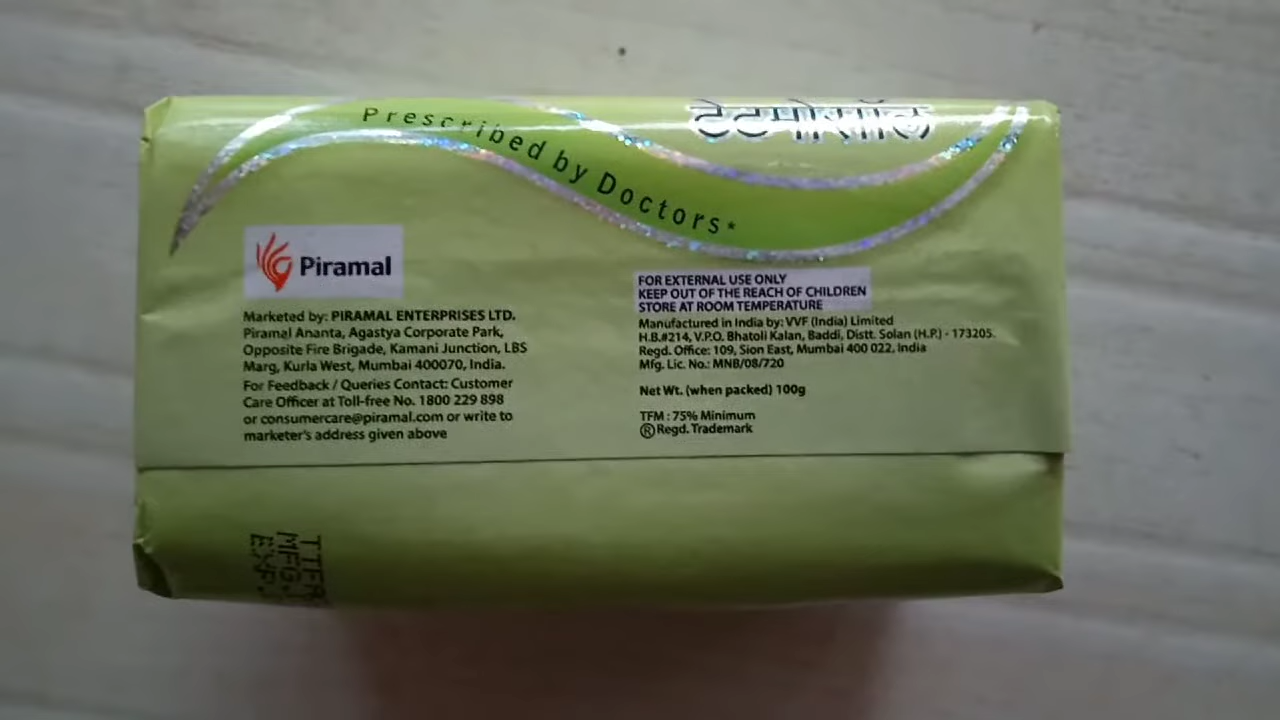 Prescribed by Doctors*
टेटमोसॉल
Piramal
Marketed by: PIRAMAL ENTERPRISES LTD.
Piramal Ananta, Agastya Corporate Park,
Opposite Fire Brigade, Kamani Junction, LBS
Marg, Kurla West, Mumbai 400070, India.
For Feedback / Queries Contact: Customer
Care Officer at Toll-free No. 1800 229 898
or consumercare@piramal.com or write to
marketer's address given above
FOR EXTERNAL USE ONLY
KEEP OUT OF THE REACH OF CHILDREN
STORE AT ROOM TEMPERATURE
Manufactured in India by: VVF (India) Limited
H.B.#214, V.P.O. Bhatoli Kalan, Baddi, Distt. Solan (H.P.) - 173205.
Regd. Office: 109, Sion East, Mumbai 400 022, India
Mfg. Lic. No.: MNB/08/720
Net Wt. (when packed) 100g
TFM : 75% Minimum
® Regd. Trademark
MFG.
EXP.